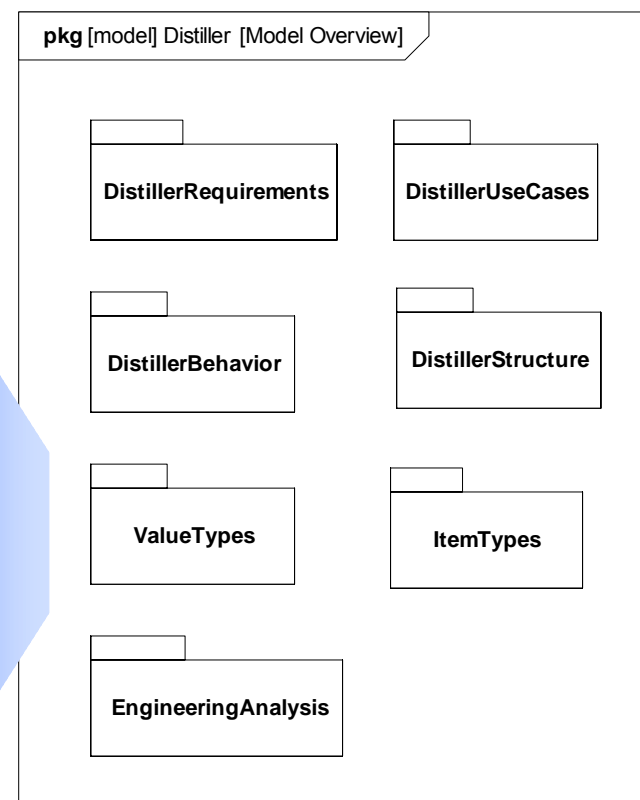 pkg [model] Distiller [Model Overview]
DistillerRequirements
DistillerUseCases
DistillerBehavior
DistillerStructure
ValueTypes
ItemTypes
EngineeringAnalysis